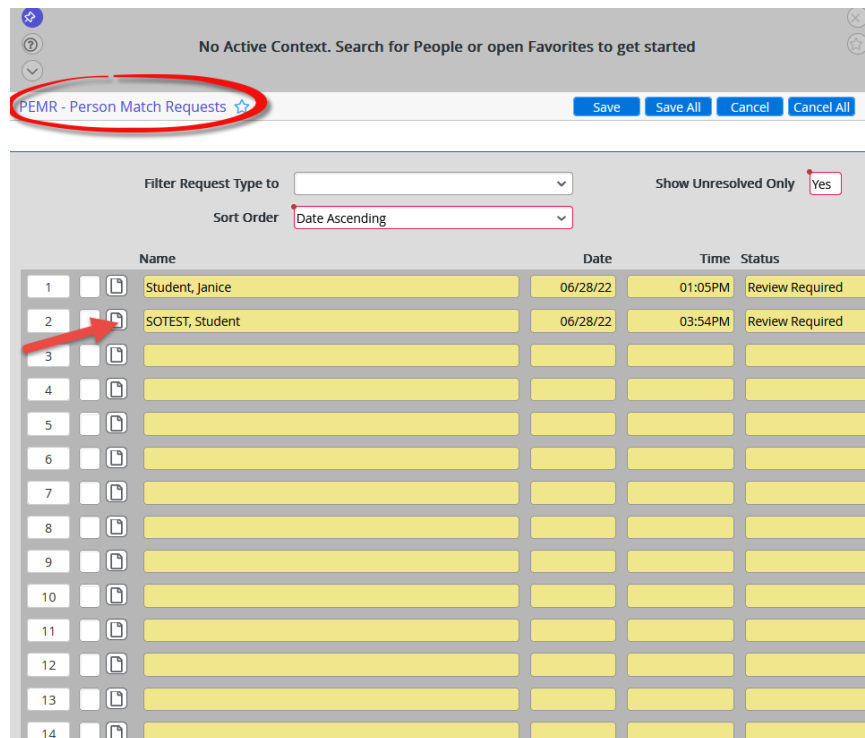 No Active Context. Search for People or open Favorites to get started
PEMR - Person Match Requests
Save Save All Cancel Cancel All
Filter Request Type to Show Unresolved Only Yes
Sort Order Date Ascending
Name Date Time Status
1 Student, Janice 06/28/22 01:05PM Review Required
2 SOTEST, Student 06/28/22 03:54PM Review Required
3
4
5
6
7
8
9
10
11
12
13
14